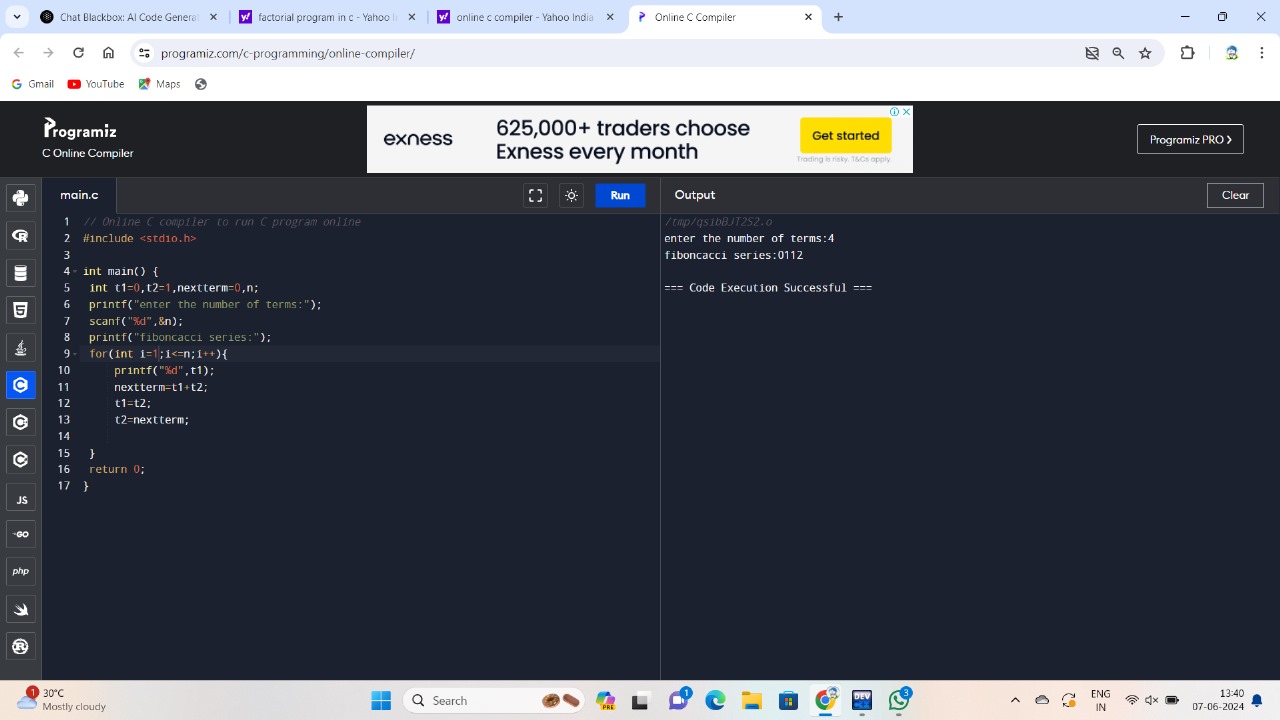 Chat Blackbox: AI Code Genera
factorial program in c - Yahoo I
online c compiler - Yahoo India
Online C Compiler
programiz.com/c-programming/online-compiler/
Gmail
YouTube
Maps
Programiz
C Online Compiler
exness
625,000+ traders choose
Exness every month
Get started
Trading is risky. T&Cs apply.
Programiz PRO
main.c
Run
Output
Clear
1 // Online C compiler to run C program online
2 #include <stdio.h>
3
4 int main() {
5 int t1=0,t2=1,nextterm=0,n;
6 printf("enter the number of terms:");
7 scanf("%d",&n);
8 printf("fiboncacci series:");
9 for(int i=1;i<=n;i++){
10 printf("%d",t1);
11 nextterm=t1+t2;
12 t1=t2;
13 t2=nextterm;
14
15 }
16 return 0;
17 }
/tmp/qsibBJT2S2.o
enter the number of terms:4
fiboncacci series:0112
=== Code Execution Successful ===
JS
GO
php
1
30°C
Mostly cloudy
Search
PRE
1
DEV
3
ENG
IN
13:40
07-06-2024